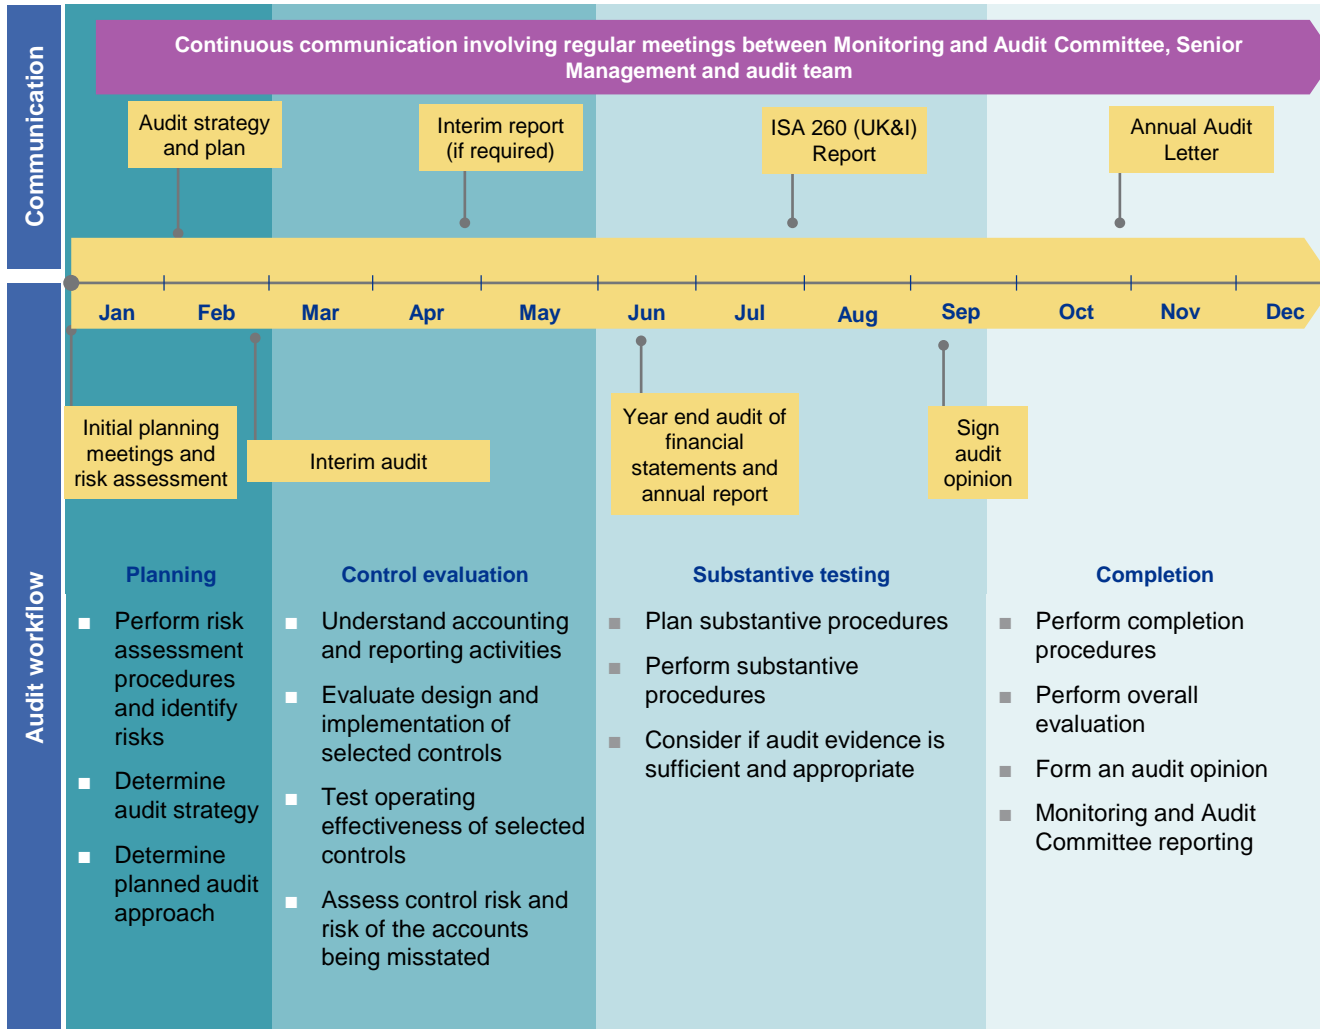 Communication
Continuous communication involving regular meetings between Monitoring and Audit Committee, Senior
Management and audit team
Audit strategy
and plan
Interim report
(if required)
ISA 260 (UK&I)
Report
Annual Audit
Letter
Jan
Feb
Mar
Apr
May
Jun
Jul
Aug
Sep
Oct
Nov
Dec
Audit workflow
Initial planning
meetings and
risk assessment
Interim audit
Year end audit of
financial
statements and
annual report
Sign
audit
opinion
Planning
Perform risk
assessment
procedures
and identify
risks
Determine
audit strategy
Determine
planned audit
approach
Control evaluation
Understand accounting
and reporting activities
Evaluate design and
implementation of
selected controls
Test operating
effectiveness of selected
controls
Assess control risk and
risk of the accounts
being misstated
Substantive testing
Plan substantive procedures
Perform substantive
procedures
Consider if audit evidence is
sufficient and appropriate
Completion
Perform completion
procedures
Perform overall
evaluation
Form an audit opinion
Monitoring and Audit
Committee reporting